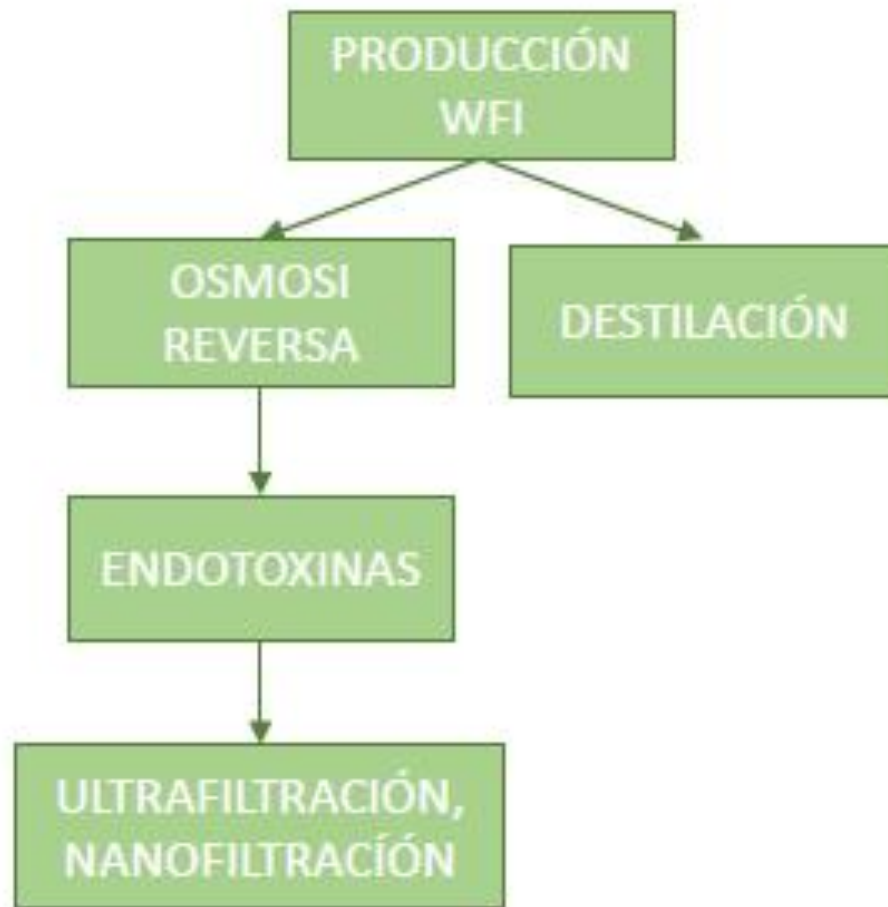 PRODUCCIÓN
WFI
OSMOSI
REVERSA
DESTILACIÓN
ENDOTOXINAS
ULTRAFILTRACIÓN,
NANOFILTRACÍÓN